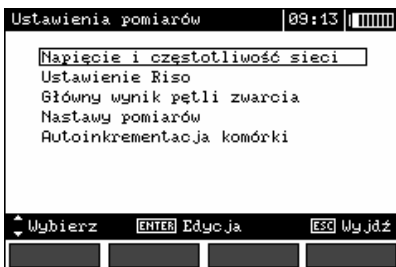 Ustawienia pomiarów 09:13
Napięcie i częstotliwość sieci
Ustawienie Riso
Główny wynik pętli zwarcia
Nastawy pomiarów
Autoinkrementacja komórki
Wybierz ENTER Edycja ESC Wyjdź